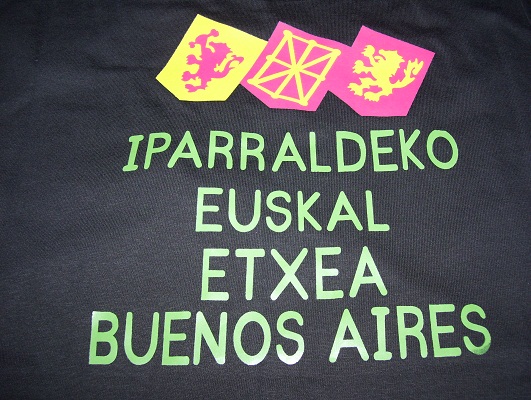 IPARRALDEKO
EUSKAL
ETXEA
BUENOS AIRES